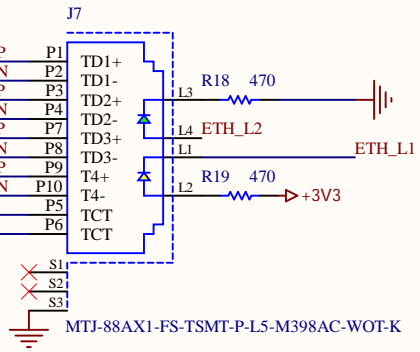 J7
P
P1
TD1+
N
P2
TD1-
P
P3
TD2+
L3
R18
470
N
P4
TD2-
L4
ETH_L2
P
P7
TD3+
L1
ETH_L1
N
P8
TD3-
P
P9
T4+
R19
470
N
P10
T4-
L2
+3V3
P5
TCT
P6
TCT
S1
S2
S3
MTJ-88AX1-FS-TSMT-P-L5-M398AC-WOT-K